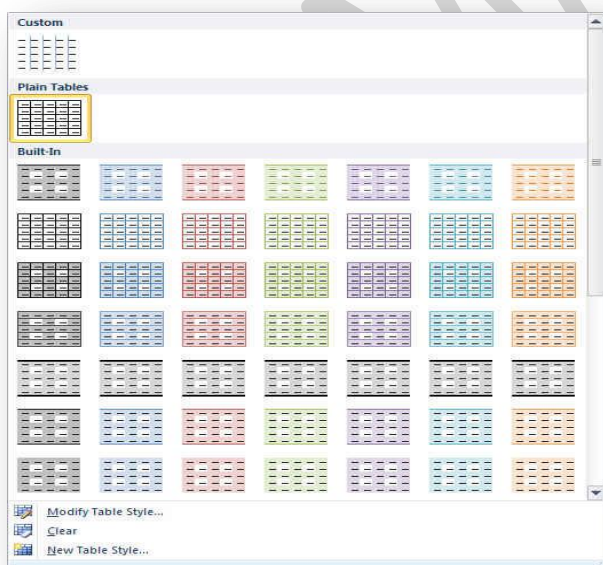 Custom
Plain Tables
Built-In
Modify Table Style...
Clear
New Table Style...